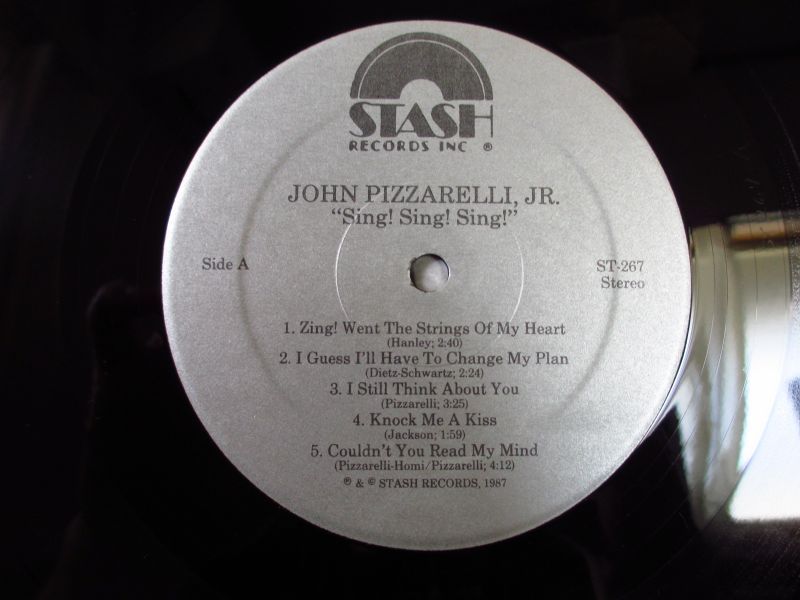 STASH
RECORDS INC ®
JOHN PIZZARELLI, JR.
"Sing! Sing! Sing!"
Side A
ST-267
Stereo
1. Zing! Went The Strings Of My Heart
(Hanley; 2:40)
2. I Guess I'll Have To Change My Plan
(Dietz-Schwartz; 2:24)
3. I Still Think About You
(Pizzarelli; 3:25)
4. Knock Me A Kiss
(Jackson; 1:59)
5. Couldn't You Read My Mind
(Pizzarelli-Homi/Pizzarelli; 4:12)
℗ & © STASH RECORDS, 1987